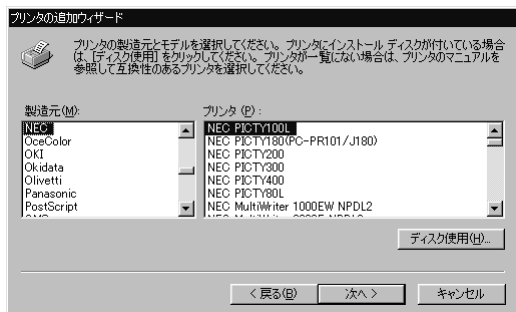 プリンタの追加ウィザード
プリンタの製造元とモデルを選択してください。プリンタにインストール ディスクが付いている場合
は、[ディスク使用] をクリックしてください。プリンタが一覧にない場合は、プリンタのマニュアルを
参照して互換性のあるプリンタを選択してください。
製造元(M):
NEC
OceColor
OKI
Okidata
Olivetti
Panasonic
PostScript
プリンタ(P):
NEC PICTY100L
NEC PICTY180(PC-PR101/J180)
NEC PICTY200
NEC PICTY300
NEC PICTY400
NEC PICTY80L
NEC MultiWriter 1000EW NPDL2
ディスク使用(H)...
< 戻る(B)
次へ >
キャンセル